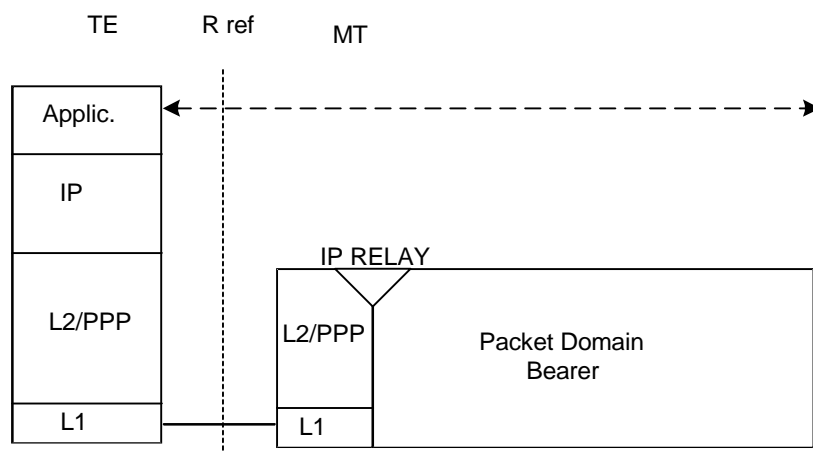 TE
R ref
MT
Applic.
IP
IP RELAY
L2/PPP
L2/PPP
Packet Domain
Bearer
L1
L1